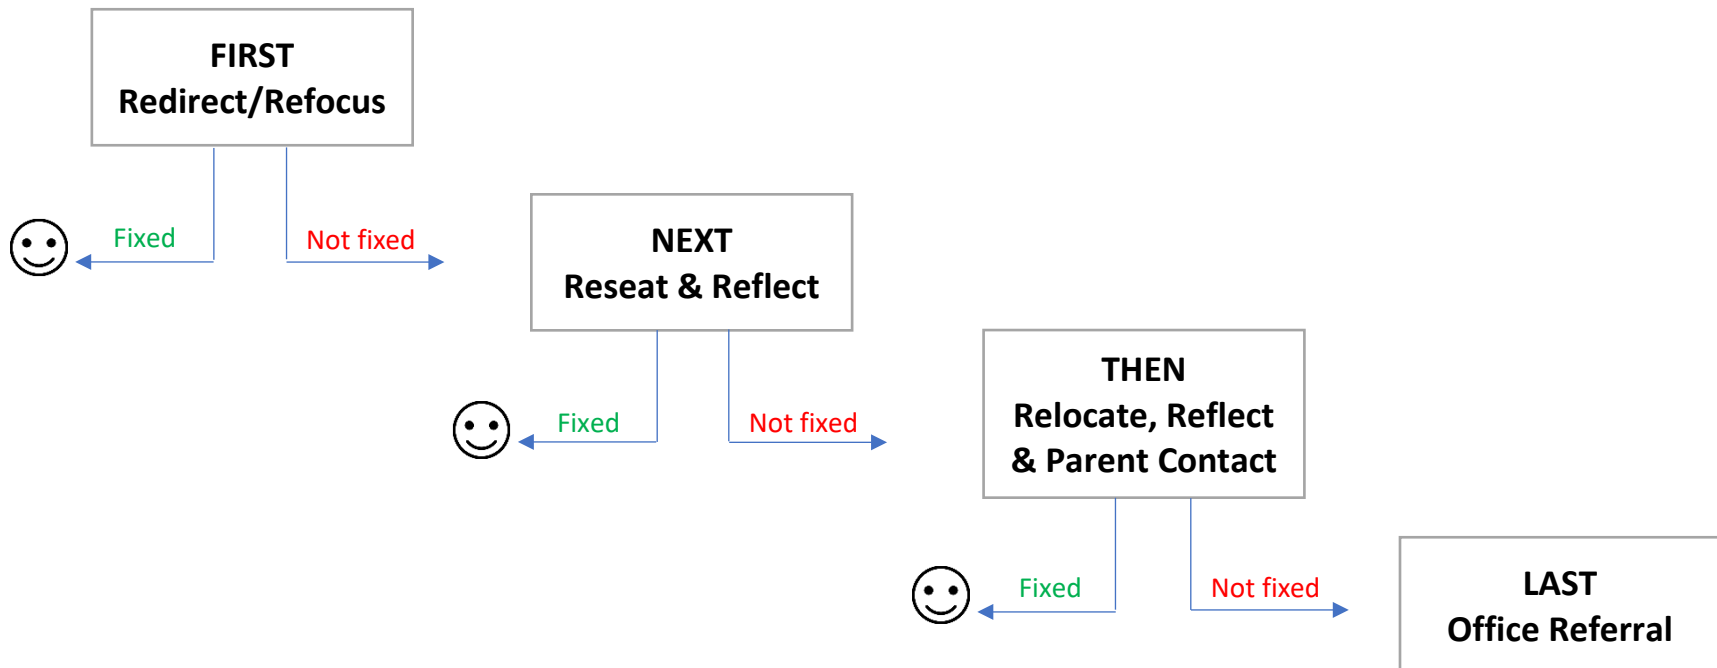 FIRST
Redirect/Refocus
Fixed
Not fixed
NEXT
Reseat & Reflect
Fixed
Not fixed
THEN
Relocate, Reflect
& Parent Contact
Fixed
Not fixed
LAST
Office Referral